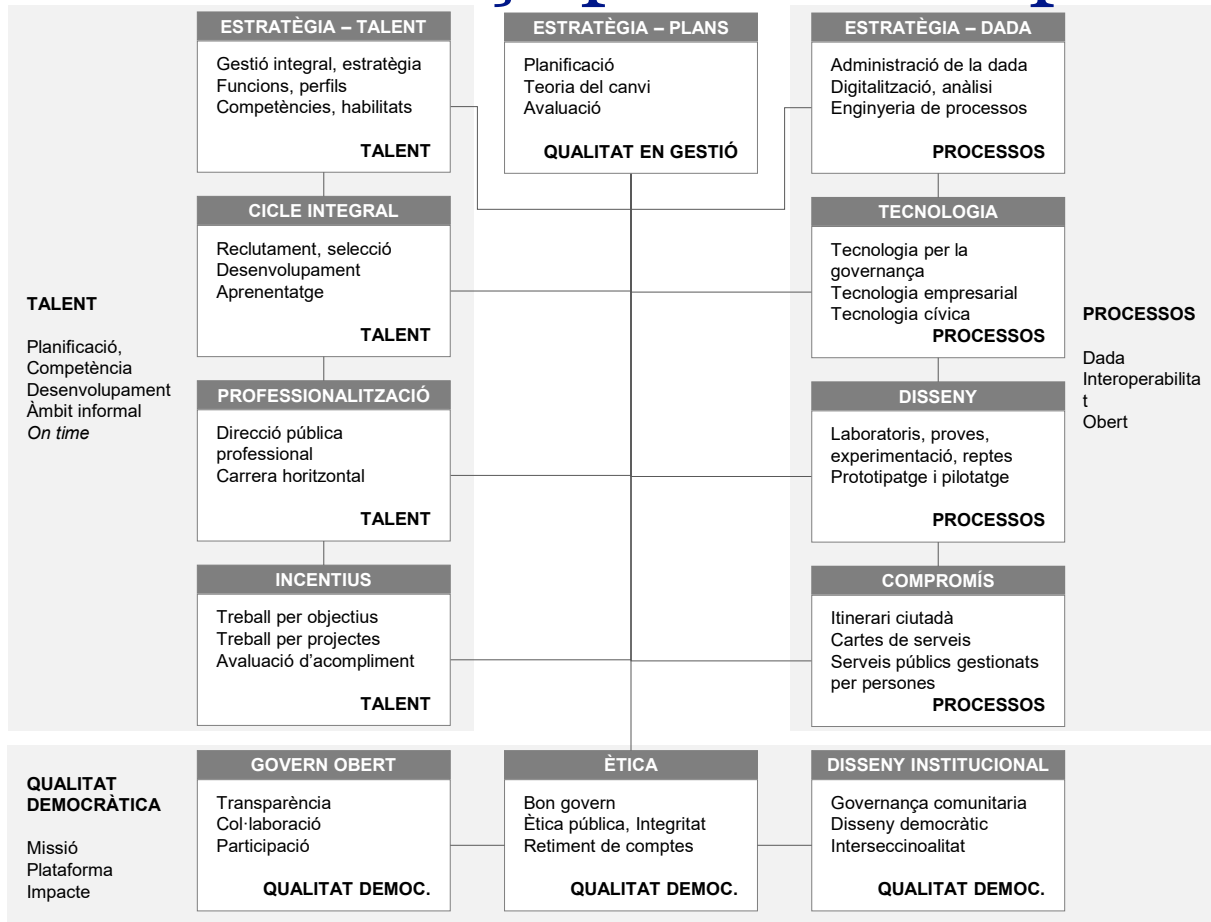 ESTRATÈGIA – TALENT
Gestió integral, estratègia
Funcions, perfils
Competències, habilitats
TALENT
ESTRATÈGIA – PLANS
Planificació
Teoria del canvi
Avaluació
QUALITAT EN GESTIÓ
ESTRATÈGIA – DADA
Administració de la dada
Digitalització, anàlisi
Enginyeria de processos
PROCESSOS
CICLE INTEGRAL
Reclutament, selecció
Desenvolupament
Aprenentatge
TALENT
TECNOLOGIA
Tecnologia per la
governança
Tecnologia empresarial
Tecnologia cívica
PROCESSOS
TALENT
Planificació,
Competència
Desenvolupament
Àmbit informal
On time
PROCESSOS
Dada
Interoperabilita
t
Obert
PROFESSIONALITZACIÓ
Direcció pública
professional
Carrera horitzontal
TALENT
DISSENY
Laboratoris, proves,
experimentació, reptes
Prototipatge i pilotatge
PROCESSOS
INCENTIUS
Treball per objectius
Treball per projectes
Avaluació d’acompliment
TALENT
COMPROMÍS
Itinerari ciutadà
Cartes de serveis
Serveis públics gestionats
per persones
PROCESSOS
QUALITAT
DEMOCRÀTICA
Missió
Plataforma
Impacte
GOVERN OBERT
Transparència
Col·laboració
Participació
QUALITAT DEMOC.
ÈTICA
Bon govern
Ètica pública, Integritat
Retiment de comptes
QUALITAT DEMOC.
DISSENY INSTITUCIONAL
Governança comunitaria
Disseny democràtic
Interseccinoalitat
QUALITAT DEMOC.